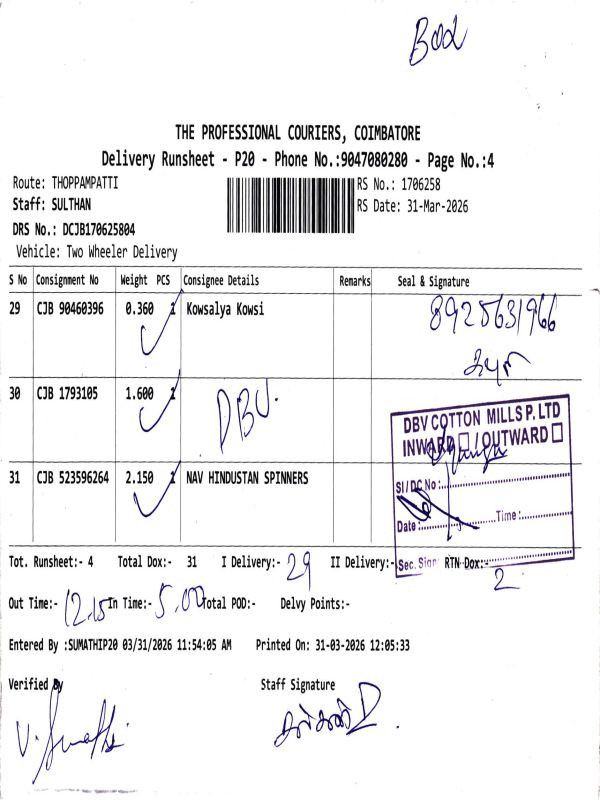 Box
THE PROFESSIONAL COURIERS, COIMBATORE
Delivery Runsheet - P20 - Phone No.:9047080280 - Page No.:4
Route: THOPPAMPATTI
RS No.: 1706258
Staff: SULTHAN
RS Date: 31-Mar-2026
DRS No.: DCJB170625804
Vehicle: Two Wheeler Delivery
S No Consignment No Weight PCS Consignee Details Remarks Seal & Signature
29 CJB 90460396 0.360 1 Kowsalya Kowsi 8925631966
30 CJB 1793105 1.600 1 DBV.
DBV COTTON MILLS P. LTD
INWARD / OUTWARD
31 CJB 523596264 2.150 1 NAV HINDUSTAN SPINNERS
SI/DC No:
Date: Time:
Sec. Sign
Tot. Runsheet:- 4 Total Dox:- 31 I Delivery:- 29 II Delivery:- RTN Dox:- 2
Out Time:- 12.15 In Time:- 5.00 Total POD:- Delvy Points:-
Entered By :SUMATHIP20 03/31/2026 11:54:05 AM Printed On: 31-03-2026 12:05:33
Verified By Staff Signature
V. Sumathi